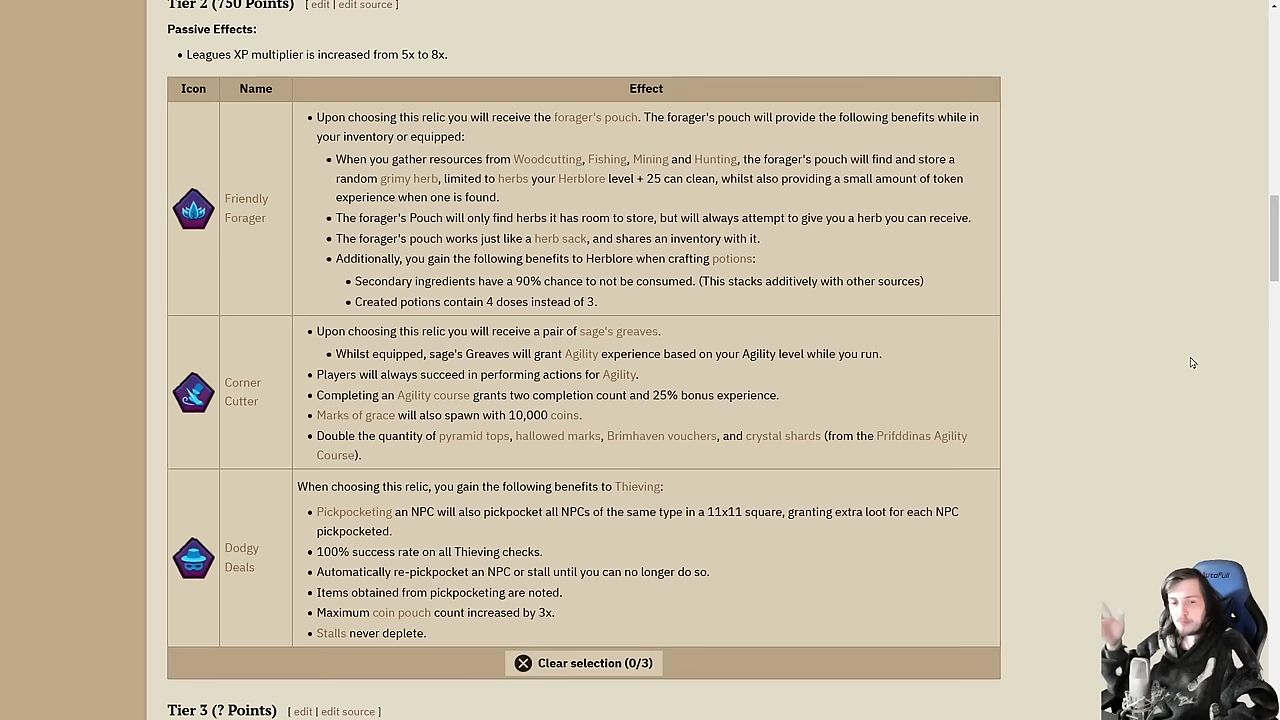 Tier 2 (750 Points) [ edit | edit source ]
Passive Effects:
• Leagues XP multiplier is increased from 5x to 8x.
Icon Name Effect
• Upon choosing this relic you will receive the forager's pouch. The forager's pouch will provide the following benefits while in
your inventory or equipped:
• When you gather resources from Woodcutting, Fishing, Mining and Hunting, the forager's pouch will find and store a
random grimy herb, limited to herbs your Herblore level + 25 can clean, whilst also providing a small amount of token
experience when one is found.
Friendly
Forager
• The forager's Pouch will only find herbs it has room to store, but will always attempt to give you a herb you can receive.
• The forager's pouch works just like a herb sack, and shares an inventory with it.
• Additionally, you gain the following benefits to Herblore when crafting potions:
• Secondary ingredients have a 90% chance to not be consumed. (This stacks additively with other sources)
• Created potions contain 4 doses instead of 3.
• Upon choosing this relic you will receive a pair of sage's greaves.
• Whilst equipped, sage's Greaves will grant Agility experience based on your Agility level while you run.
• Players will always succeed in performing actions for Agility.
Corner
Cutter
• Completing an Agility course grants two completion count and 25% bonus experience.
• Marks of grace will also spawn with 10,000 coins.
• Double the quantity of pyramid tops, hallowed marks, Brimhaven vouchers, and crystal shards (from the Prifddinas Agility
Course).
When choosing this relic, you gain the following benefits to Thieving:
• Pickpocketing an NPC will also pickpocket all NPCs of the same type in a 11x11 square, granting extra loot for each NPC
pickpocketed.
• 100% success rate on all Thieving checks.
Dodgy
Deals
• Automatically re-pickpocket an NPC or stall until you can no longer do so.
• Items obtained from pickpocketing are noted.
• Maximum coin pouch count increased by 3x.
• Stalls never deplete.
Clear selection (0/3)
Tier 3 (? Points) [ edit | edit source ]
AutoFull